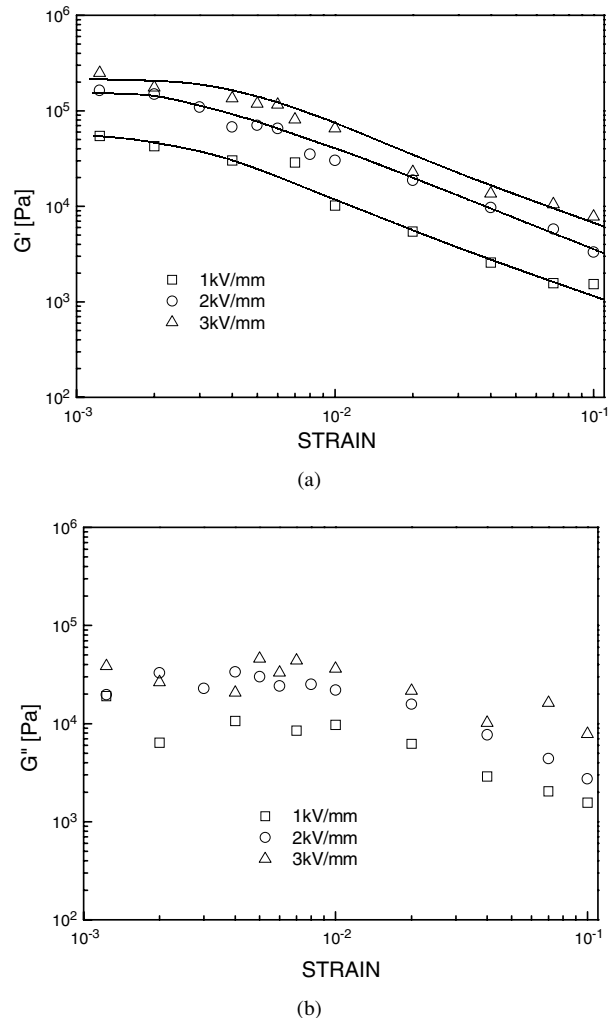 10^6
10^5
10^4
10^3
10^2
G' [Pa]
1kV/mm
2kV/mm
3kV/mm
10^-3
10^-2
10^-1
STRAIN
(a)
10^6
10^5
10^4
10^3
10^2
G'' [Pa]
1kV/mm
2kV/mm
3kV/mm
10^-3
10^-2
10^-1
STRAIN
(b)